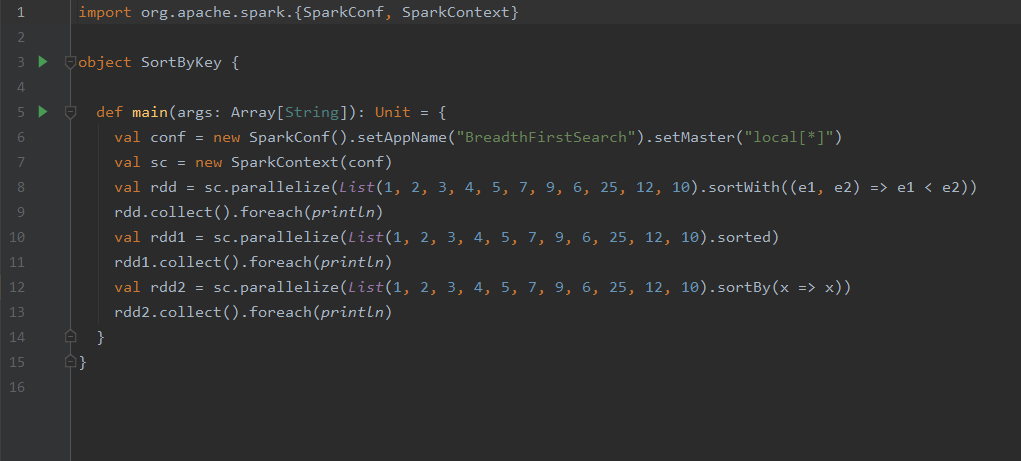 1 import org.apache.spark.{SparkConf, SparkContext}
2
3 object SortByKey {
4
5 def main(args: Array[String]): Unit = {
6 val conf = new SparkConf().setAppName("BreadthFirstSearch").setMaster("local[*]")
7 val sc = new SparkContext(conf)
8 val rdd = sc.parallelize(List(1, 2, 3, 4, 5, 7, 9, 6, 25, 12, 10).sortWith((e1, e2) => e1 < e2))
9 rdd.collect().foreach(println)
10 val rdd1 = sc.parallelize(List(1, 2, 3, 4, 5, 7, 9, 6, 25, 12, 10).sorted)
11 rdd1.collect().foreach(println)
12 val rdd2 = sc.parallelize(List(1, 2, 3, 4, 5, 7, 9, 6, 25, 12, 10).sortBy(x => x))
13 rdd2.collect().foreach(println)
14 }
15 }
16